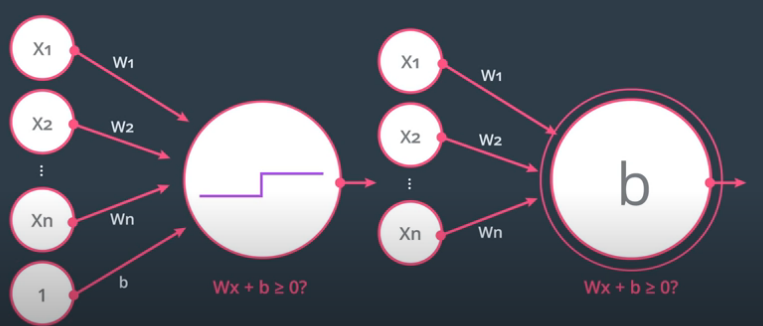 X1
W1
X2
W2
⋮
Xn
Wn
1
b
Wx + b ≥ 0?
X1
W1
X2
W2
⋮
Xn
Wn
b
Wx + b ≥ 0?